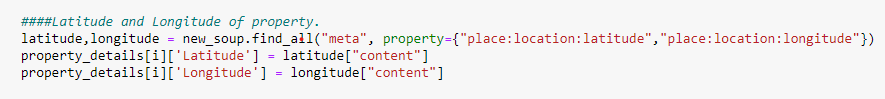 ####Latitude and Longitude of property.
latitude,longitude = new_soup.find_all("meta", property={"place:location:latitude","place:location:longitude"})
property_details[i]['Latitude'] = latitude["content"]
property_details[i]['Longitude'] = longitude["content"]